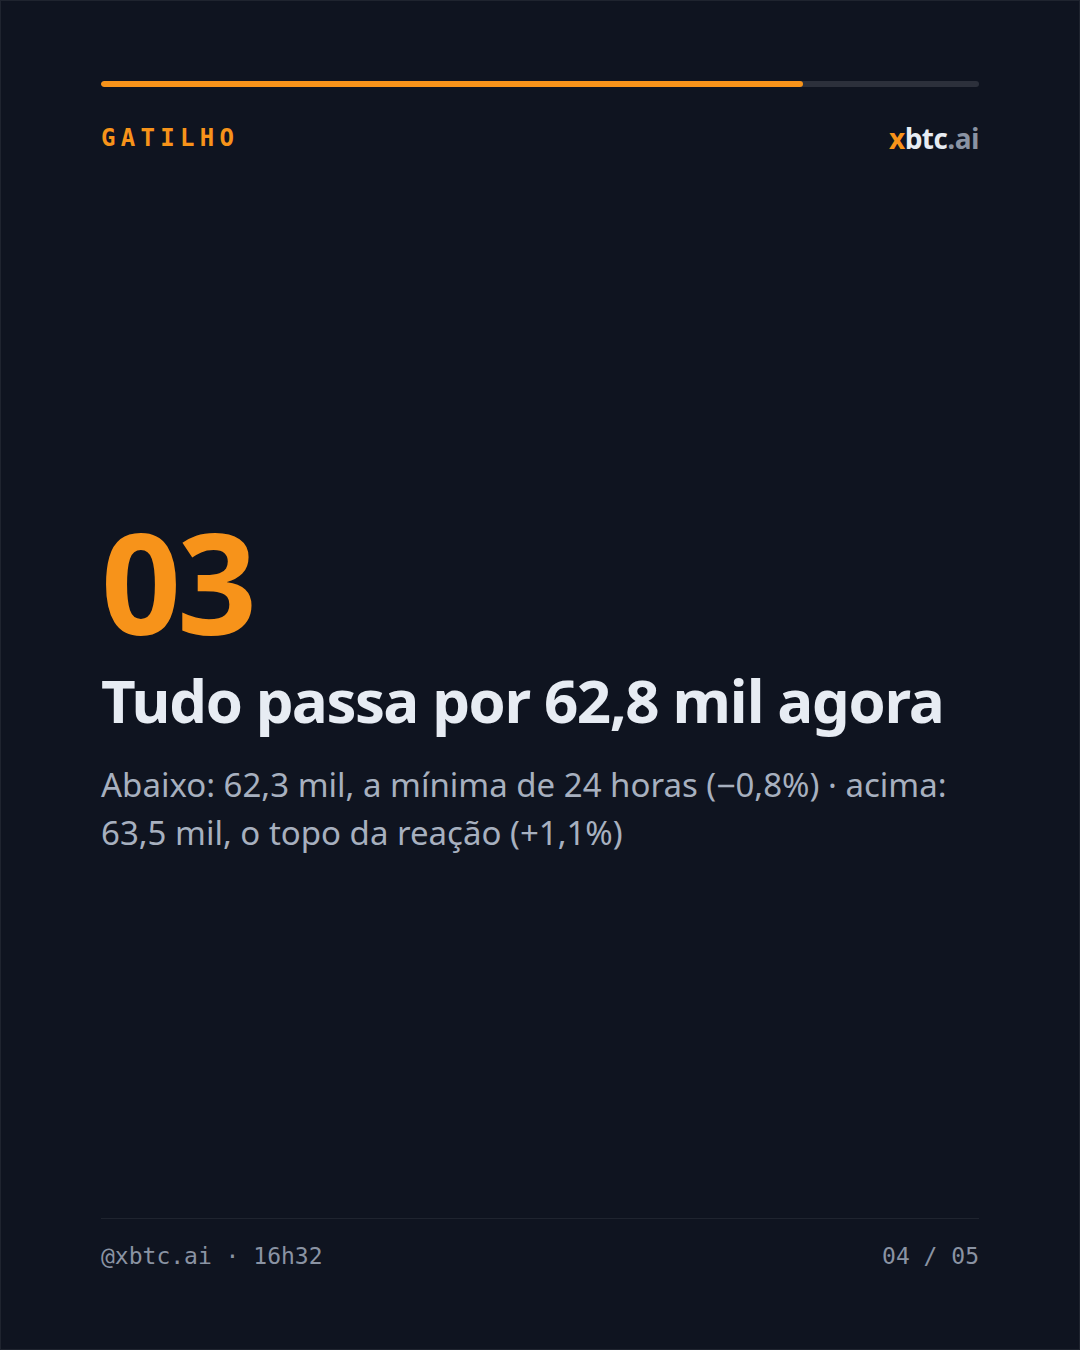 GATILHO
xbtc.ai
03
Tudo passa por 62,8 mil agora
Abaixo: 62,3 mil, a mínima de 24 horas (−0,8%) · acima:
63,5 mil, o topo da reação (+1,1%)
@xbtc.ai · 16h32
04 / 05